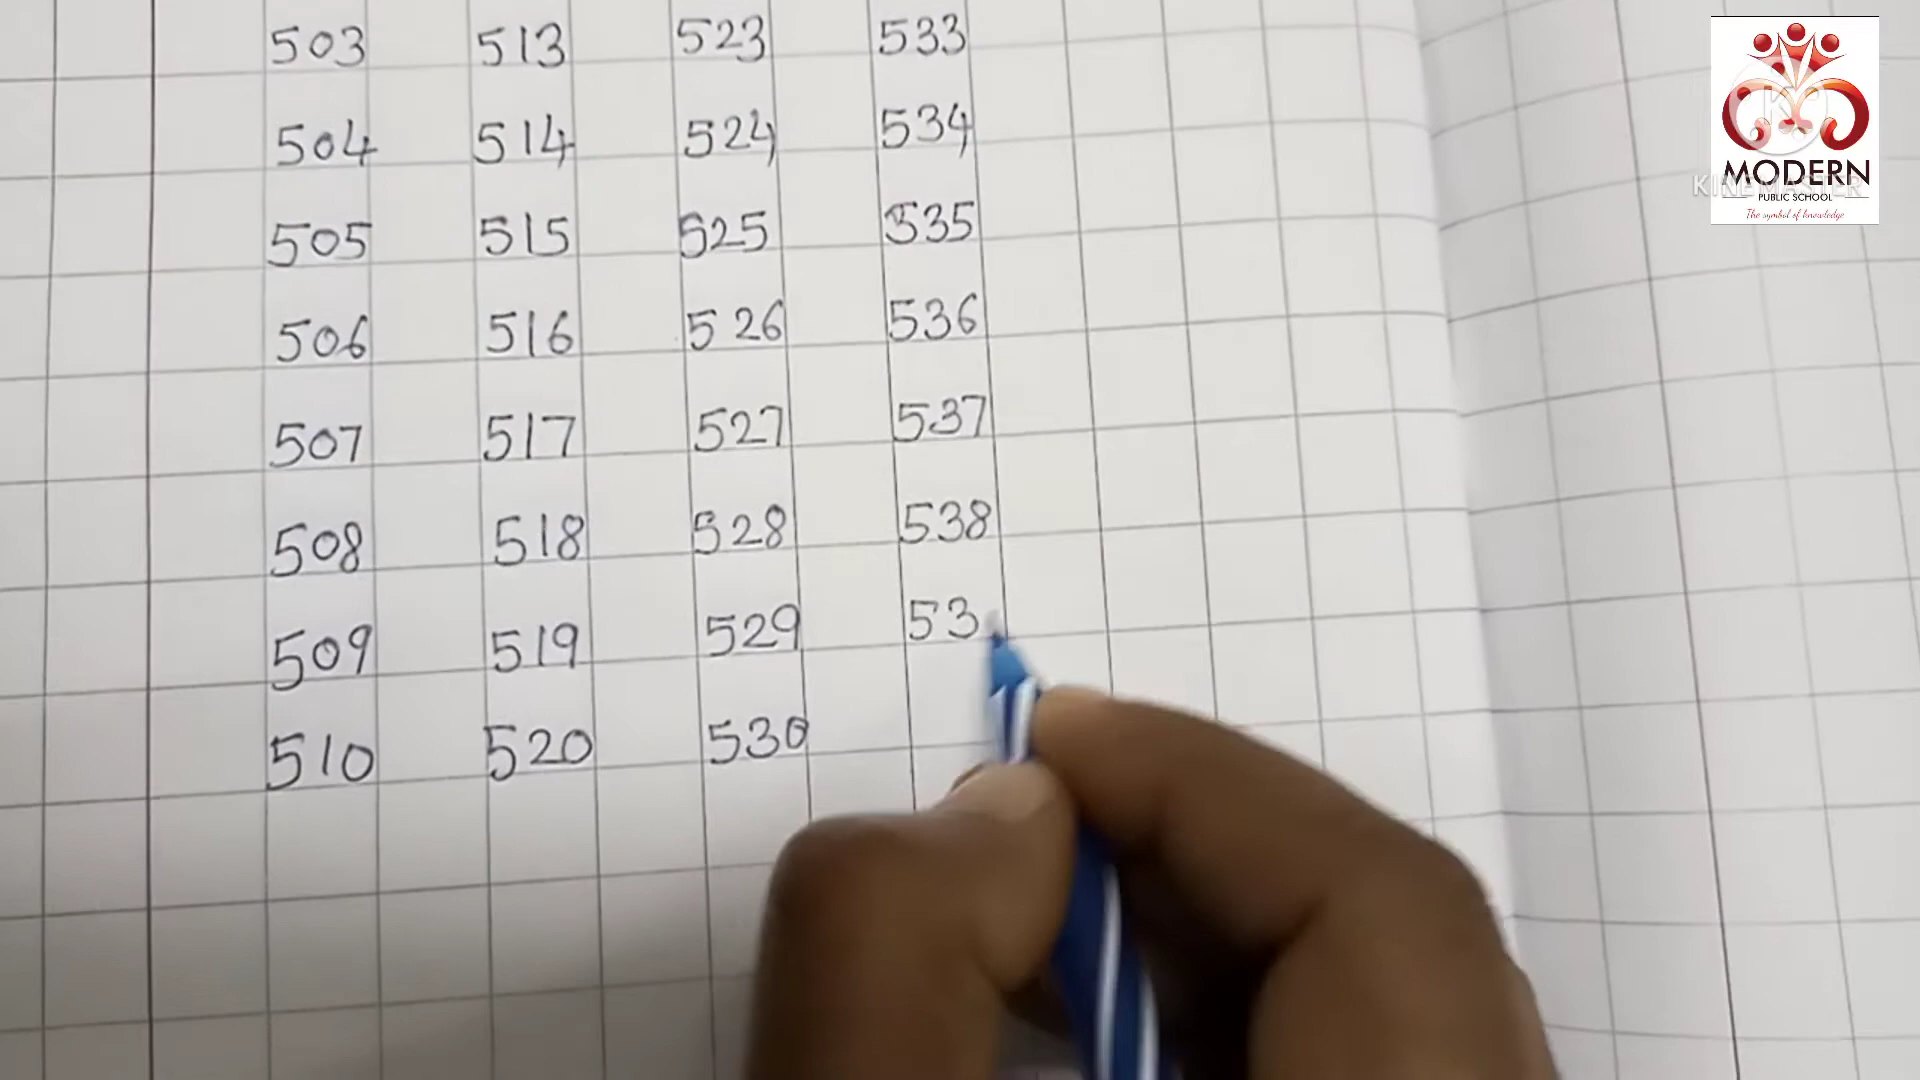 503 513 523 533
504 514 524 534
505 515 525 535
506 516 526 536
507 517 527 537
508 518 528 538
509 519 529 53
510 520 530
MODERN
PUBLIC SCHOOL
The symbol of knowledge
KINEMASTER